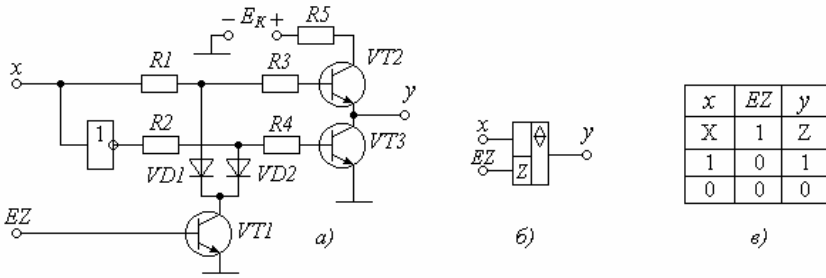 − E_K + R5
x R1 R3 VT2
y
1 R2 R4 VT3
VD1 VD2
EZ VT1
а)
x y
EZ Z
б)
x EZ y
X 1 Z
1 0 1
0 0 0
в)